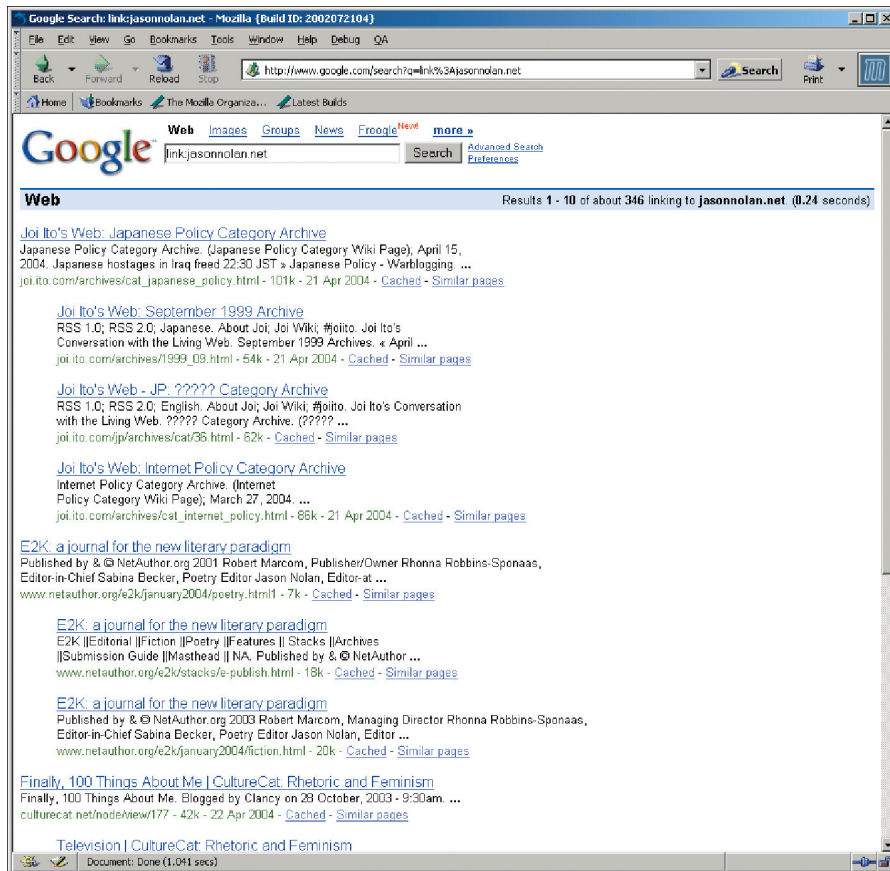 Google Search: link:jasonnolan.net - Mozilla {Build ID: 2002072104}
File Edit View Go Bookmarks Tools Window Help Debug QA
Back Forward Reload Stop http://www.google.com/search?q=link%3Ajasonnolan.net Search Print
Home Bookmarks The Mozilla Organiza... Latest Builds
Web Images Groups News Froogle New! more »
Google™ link:jasonnolan.net Search Advanced Search
Preferences
Web Results 1 - 10 of about 346 linking to jasonnolan.net. (0.24 seconds)
Joi Ito's Web: Japanese Policy Category Archive
Japanese Policy Category Archive. (Japanese Policy Category Wiki Page); April 15,
2004. Japanese hostages in Iraq freed 22:30 JST » Japanese Policy - Warblogging. ...
joi.ito.com/archives/cat_japanese_policy.html - 101k - 21 Apr 2004 - Cached - Similar pages
Joi Ito's Web: September 1999 Archive
RSS 1.0; RSS 2.0; Japanese. About Joi; Joi Wiki; #joiito. Joi Ito's
Conversation with the Living Web. September 1999 Archives. « April ...
joi.ito.com/archives/1999_09.html - 54k - 21 Apr 2004 - Cached - Similar pages
Joi Ito's Web - JP: ????? Category Archive
RSS 1.0; RSS 2.0; English. About Joi; Joi Wiki; #joiito. Joi Ito's Conversation
with the Living Web. ????? Category Archive. (????? ...
joi.ito.com/jp/archives/cat/36.html - 62k - Cached - Similar pages
Joi Ito's Web: Internet Policy Category Archive
Internet Policy Category Archive. (Internet
Policy Category Wiki Page); March 27, 2004. ...
joi.ito.com/archives/cat_internet_policy.html - 86k - 21 Apr 2004 - Cached - Similar pages
E2K: a journal for the new literary paradigm
Published by & © NetAuthor.org 2001 Robert Marcom, Publisher/Owner Rhonna Robbins-Sponaas,
Editor-in-Chief Sabina Becker, Poetry Editor Jason Nolan, Editor-at ...
www.netauthor.org/e2k/january2004/poetry.html1 - 7k - Cached - Similar pages
E2K: a journal for the new literary paradigm
E2K ||Editorial ||Fiction ||Poetry ||Features || Stacks ||Archives
||Submission Guide ||Masthead || NA. Published by & © NetAuthor ...
www.netauthor.org/e2k/stacks/e-publish.html - 18k - Cached - Similar pages
E2K: a journal for the new literary paradigm
Published by & © NetAuthor.org 2003 Robert Marcom, Managing Director Rhonna Robbins-Sponaas,
Editor-in-Chief Sabina Becker, Poetry Editor Jason Nolan, Editor ...
www.netauthor.org/e2k/january2004/fiction.html - 20k - Cached - Similar pages
Finally, 100 Things About Me | CultureCat: Rhetoric and Feminism
Finally, 100 Things About Me. Blogged by Clancy on 28 October, 2003 - 9:30am. ...
culturecat.net/node/view/177 - 42k - 22 Apr 2004 - Cached - Similar pages
Television | CultureCat: Rhetoric and Feminism
Document: Done (1.041 secs)